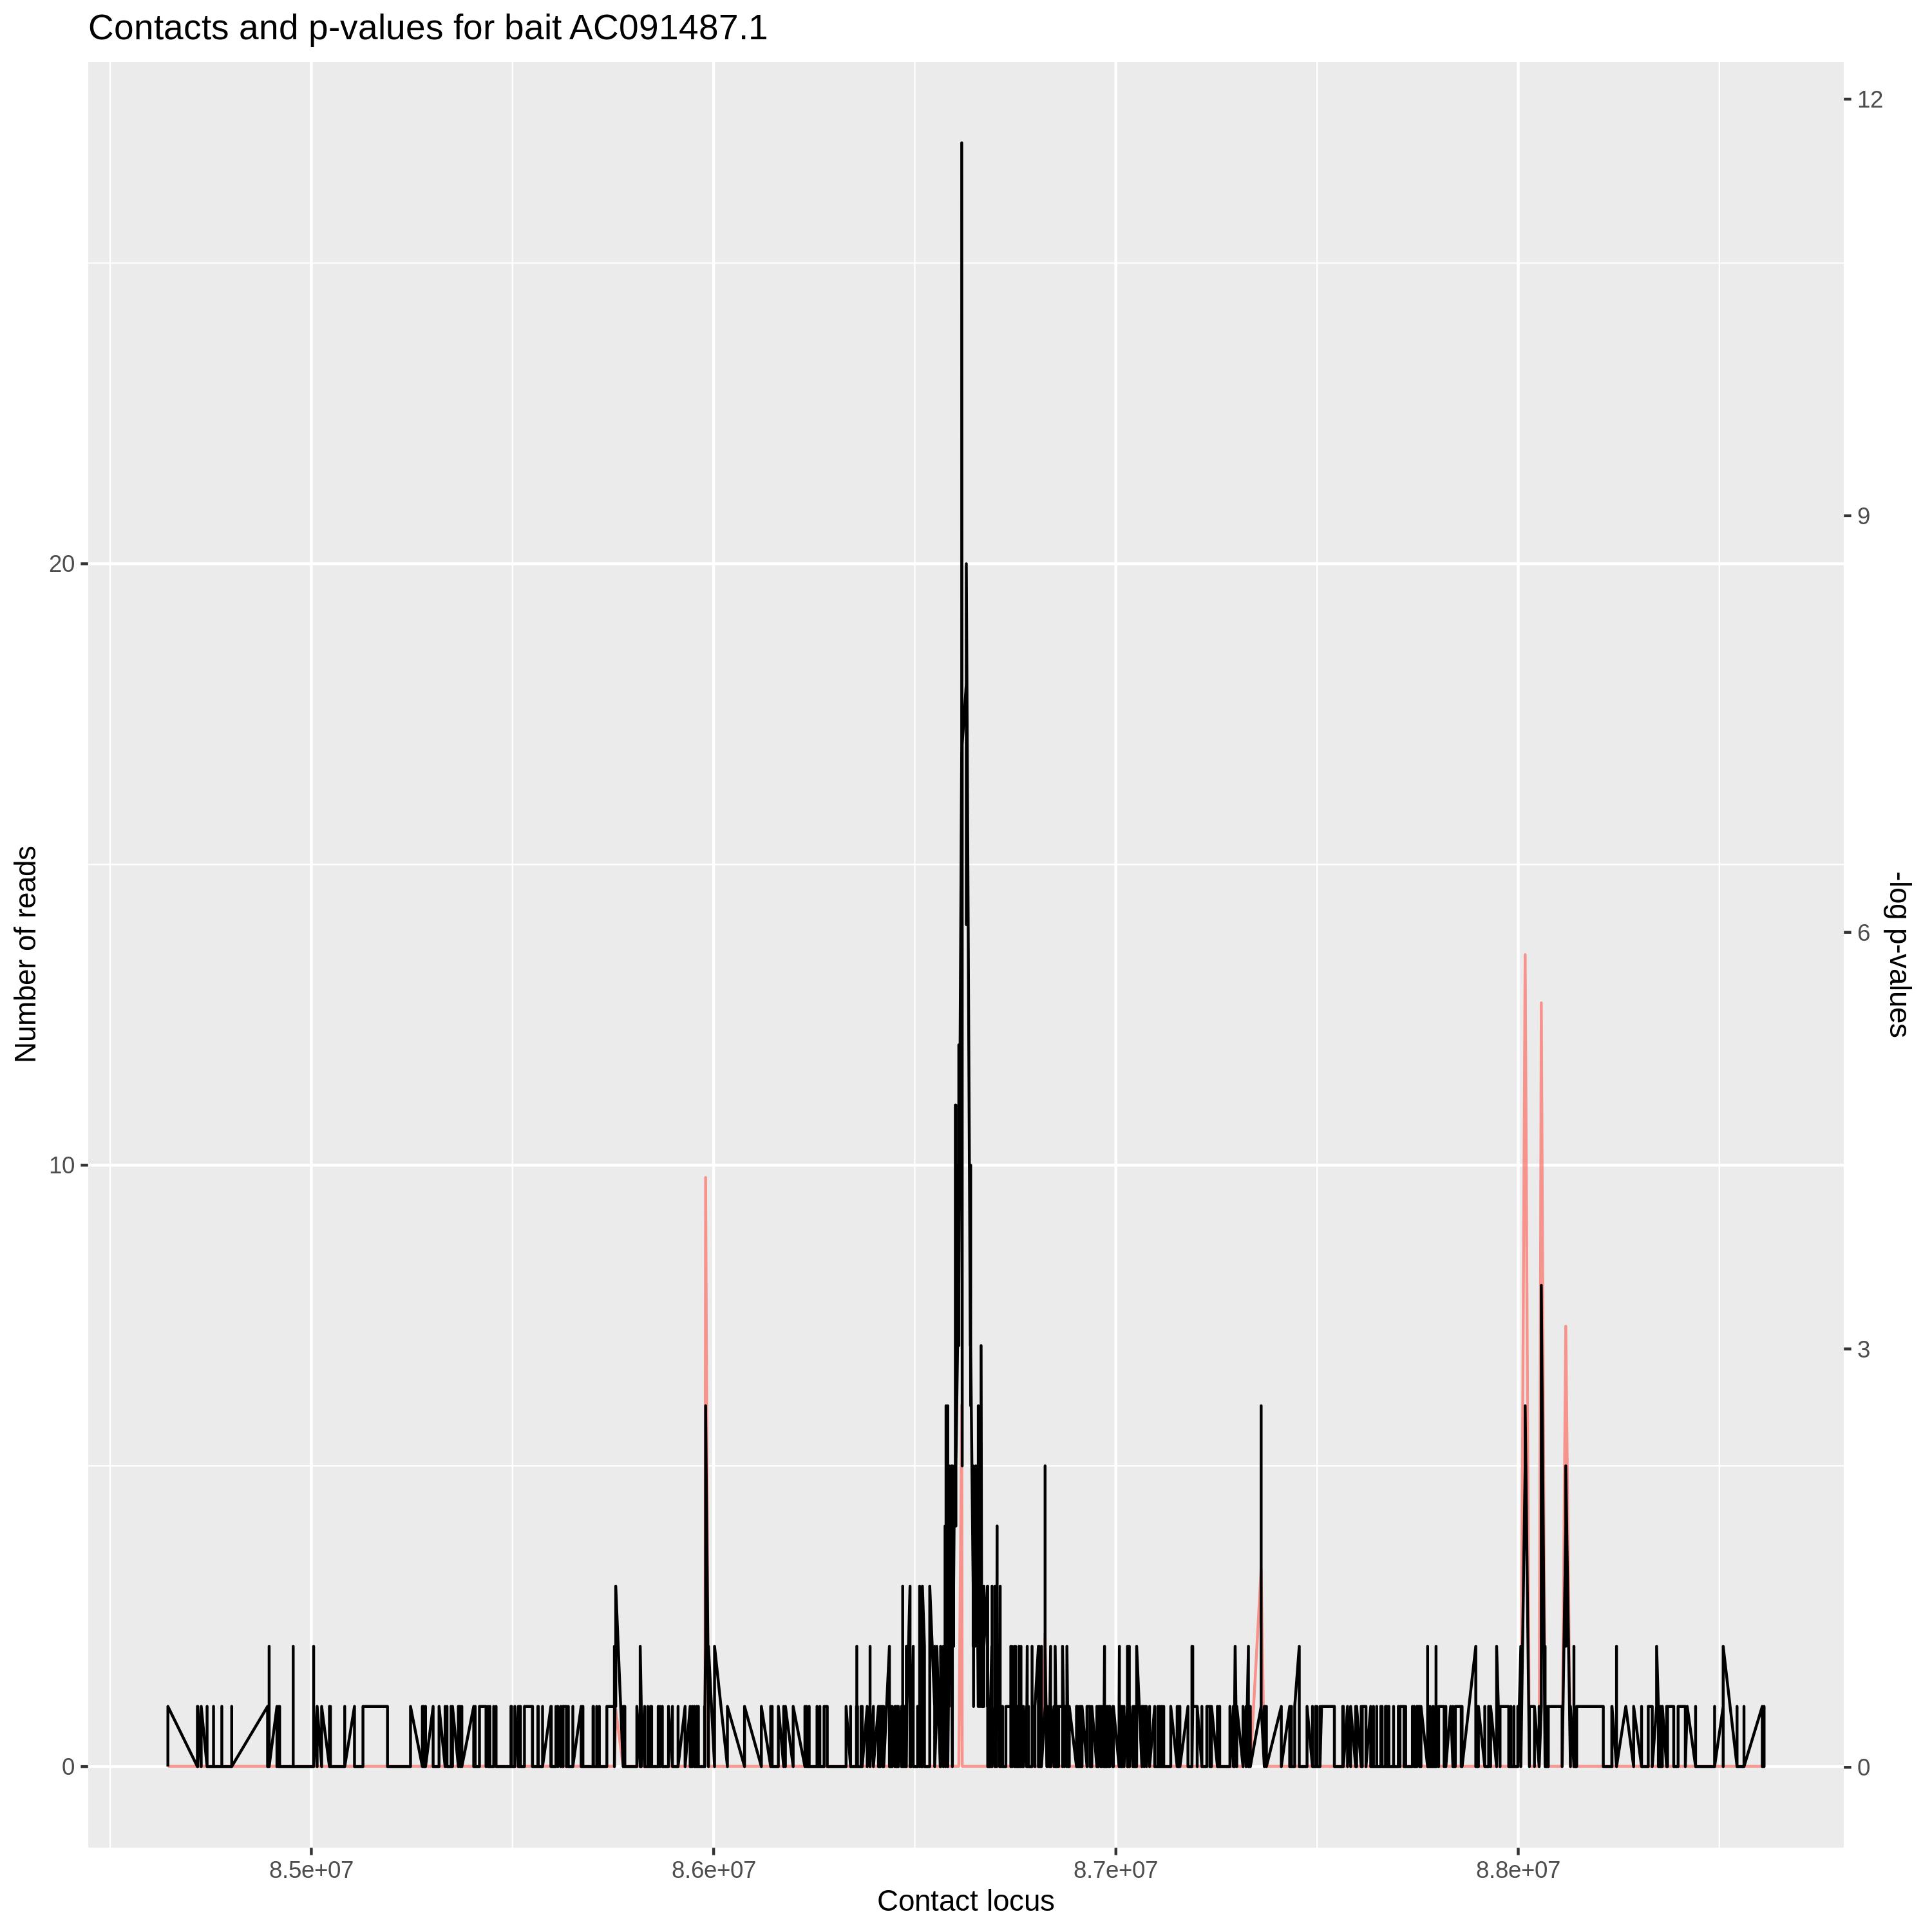 Contacts and p-values for bait AC091487.1
12
9
20
6
10
3
0
0
Number of reads
-log p-values
8.5e+07
8.6e+07
8.7e+07
8.8e+07
Contact locus